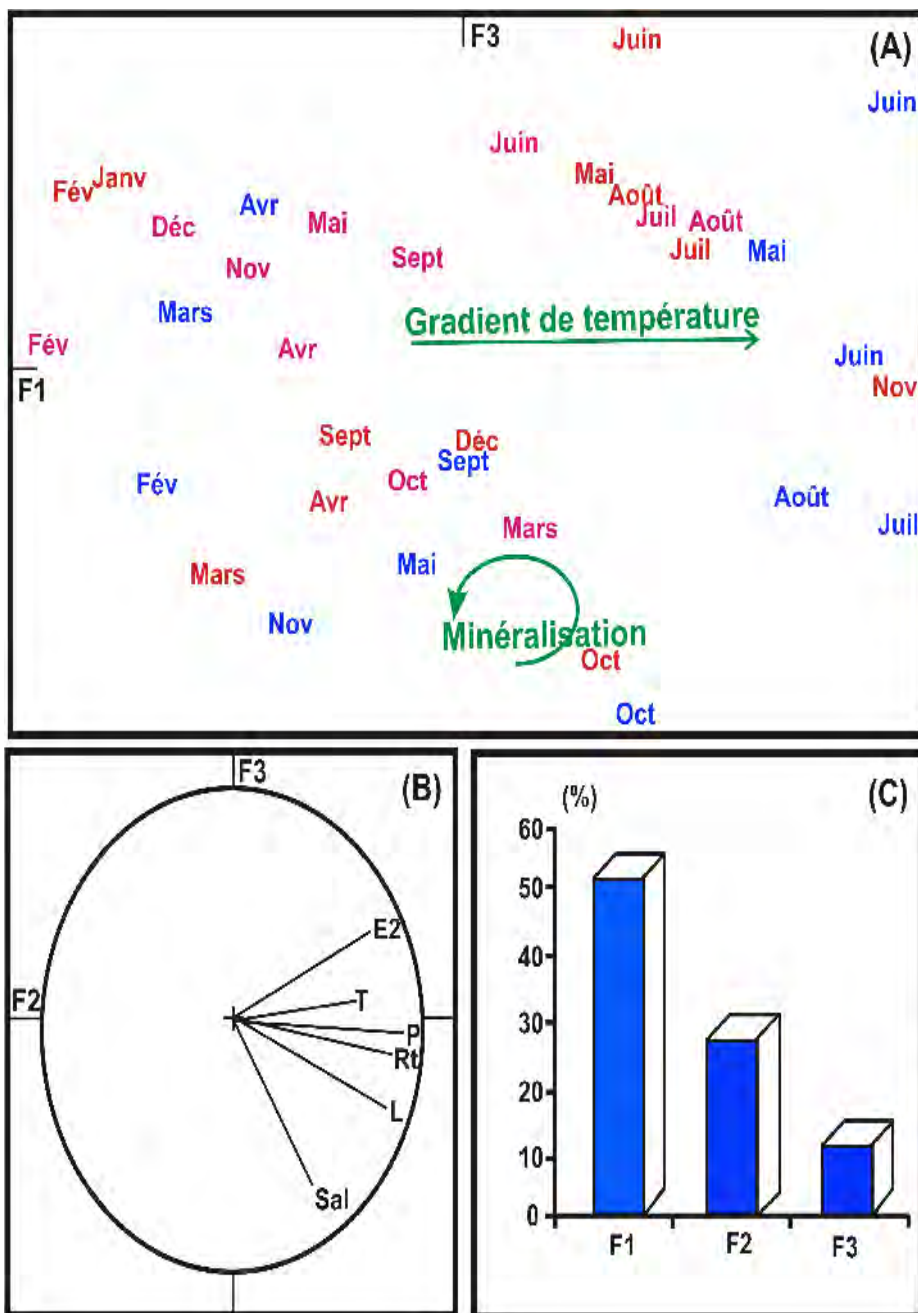 F3
Juin
(A)
Juin
Juin
Fév
Janv
Mai
Août
Déc
Avr
Mai
Juil
Août
Nov
Sept
Juil
Mai
Mars
Gradient de température
Fév
Avr
Juin
F1
Nov
Sept
Déc
Sept
Fév
Oct
Avr
Août
Mars
Juil
Mars
Mai
Nov
Minéralisation
Oct
Oct
F3
(B)
E2
F2
T
P
Rt
L
Sal
(%)
(C)
60
50
40
30
20
10
0
F1
F2
F3